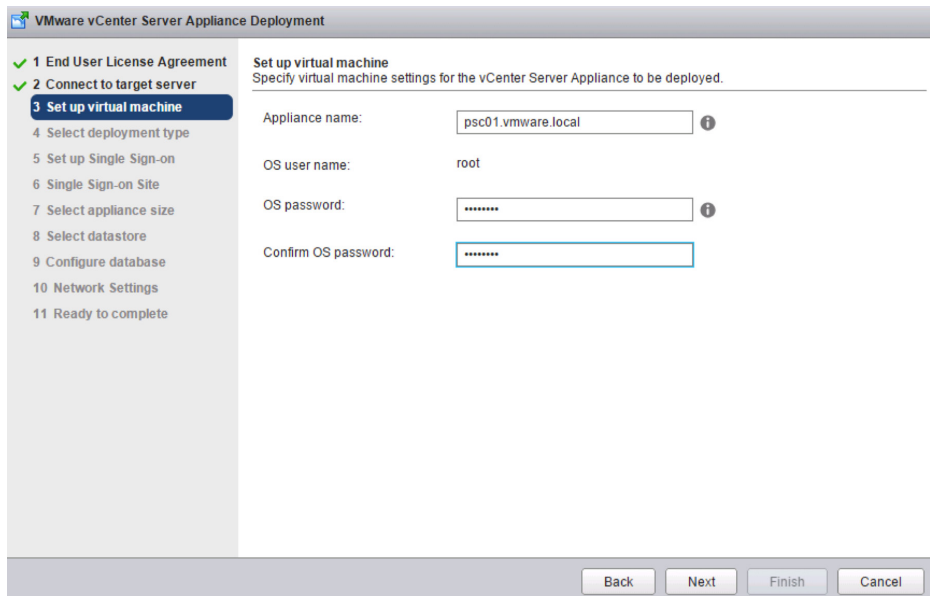 VMware vCenter Server Appliance Deployment
1 End User License Agreement
2 Connect to target server
3 Set up virtual machine
4 Select deployment type
5 Set up Single Sign-on
6 Single Sign-on Site
7 Select appliance size
8 Select datastore
9 Configure database
10 Network Settings
11 Ready to complete
Set up virtual machine
Specify virtual machine settings for the vCenter Server Appliance to be deployed.
Appliance name: psc01.vmware.local
OS user name: root
OS password: ••••••••
Confirm OS password: ••••••••
Back Next Finish Cancel